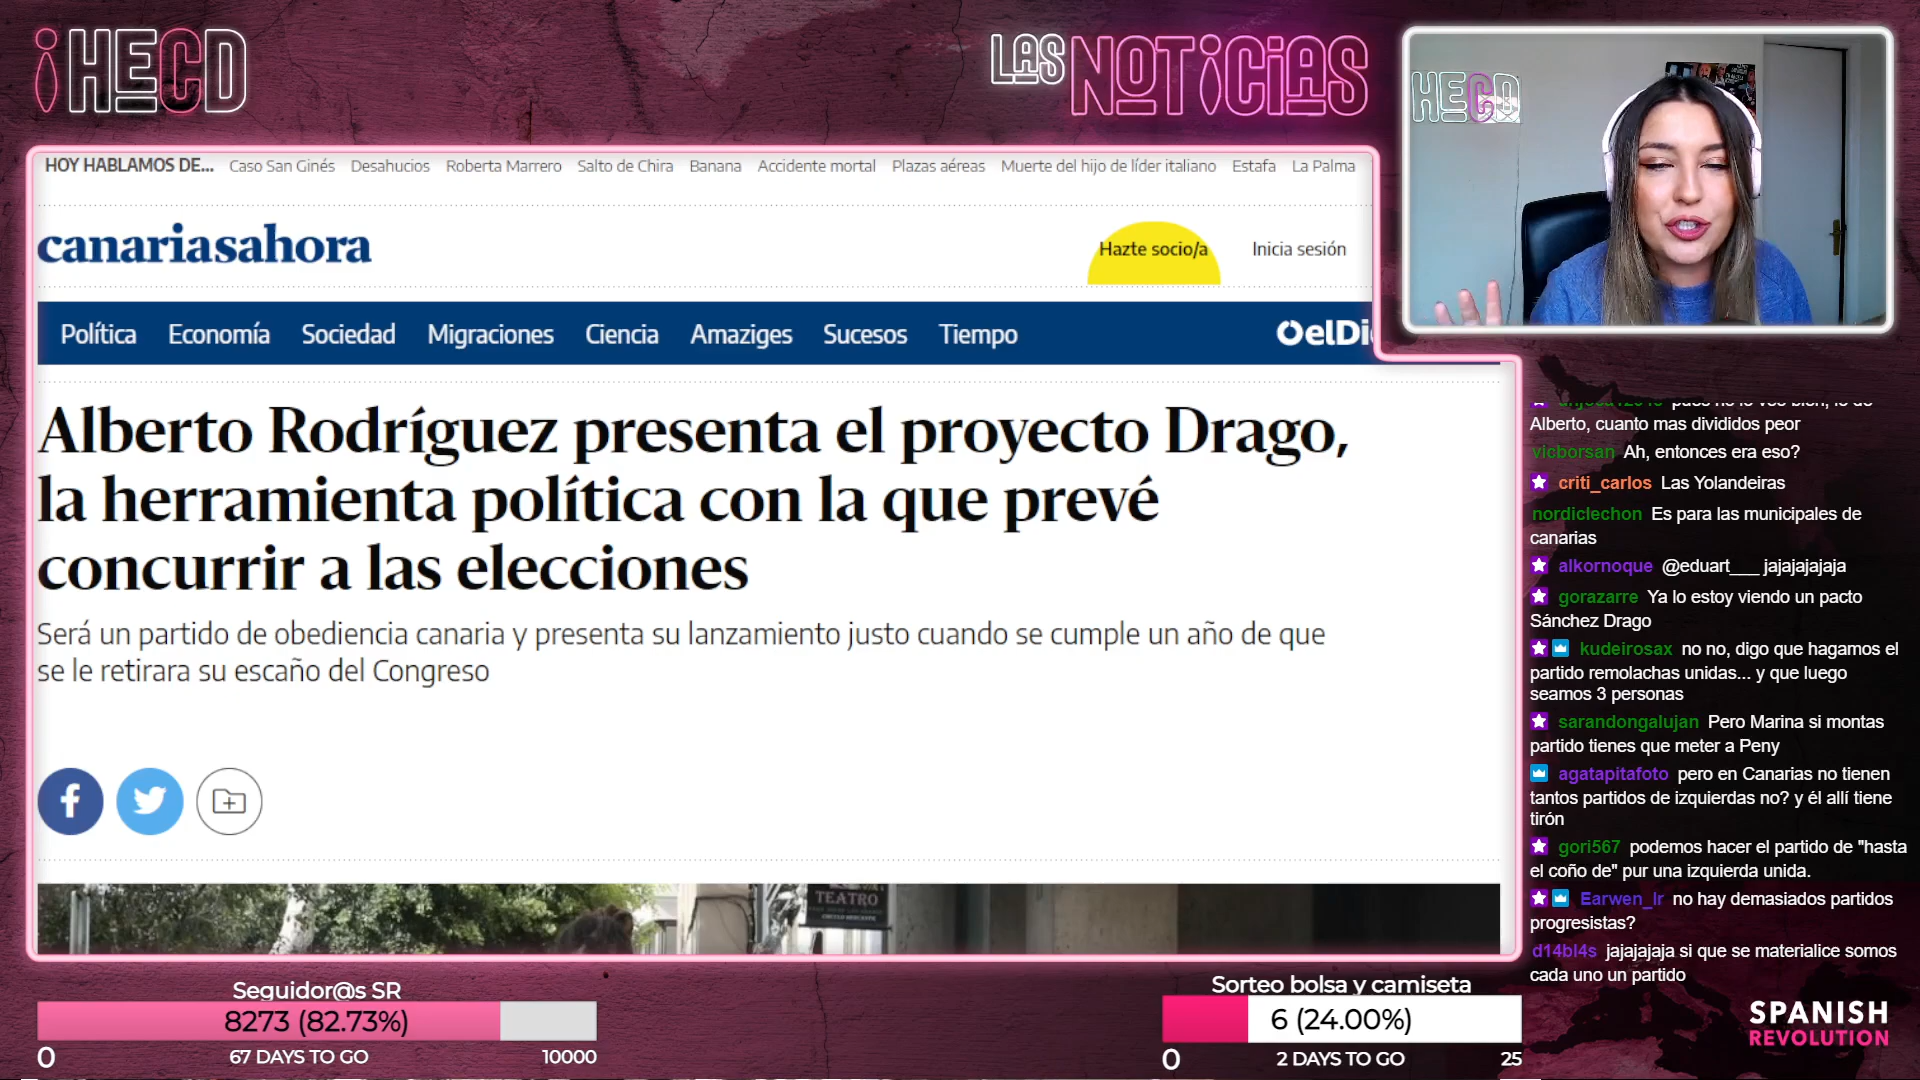 ¡HECD
LAS NOTICIAS
HECD
HOY HABLAMOS DE... Caso San Ginés Desahucios Roberta Marrero Salto de Chira Banana Accidente mortal Plazas aéreas Muerte del hijo de líder italiano Estafa La Palma
canariasahora
Hazte socio/a
Inicia sesión
Política Economía Sociedad Migraciones Ciencia Amaziges Sucesos Tiempo
elDi
Alberto Rodríguez presenta el proyecto Drago,
la herramienta política con la que prevé
concurrir a las elecciones
Será un partido de obediencia canaria y presenta su lanzamiento justo cuando se cumple un año de que
se le retirara su escaño del Congreso
TEATRO
CIRCULO MERCANTIL
Alberto, cuanto mas divididos peor
vicborsan Ah, entonces era eso?
criti_carlos Las Yolandeiras
nordiclechon Es para las municipales de
canarias
alkornoque @eduart___ jajajajajaja
gorazarre Ya lo estoy viendo un pacto
Sánchez Drago
kudeirosax no no, digo que hagamos el
partido remolachas unidas... y que luego
seamos 3 personas
sarandongalujan Pero Marina si montas
partido tienes que meter a Peny
agatapitafoto pero en Canarias no tienen
tantos partidos de izquierdas no? y él allí tiene
tirón
gori567 podemos hacer el partido de "hasta
el coño de" pur una izquierda unida.
Earwen_Ir no hay demasiados partidos
progresistas?
d14bl4s jajajajaja si que se materialice somos
cada uno un partido
Seguidor@s SR
8273 (82.73%)
0 67 DAYS TO GO 10000
Sorteo bolsa y camiseta
6 (24.00%)
0 2 DAYS TO GO 25
SPANISH
REVOLUTION